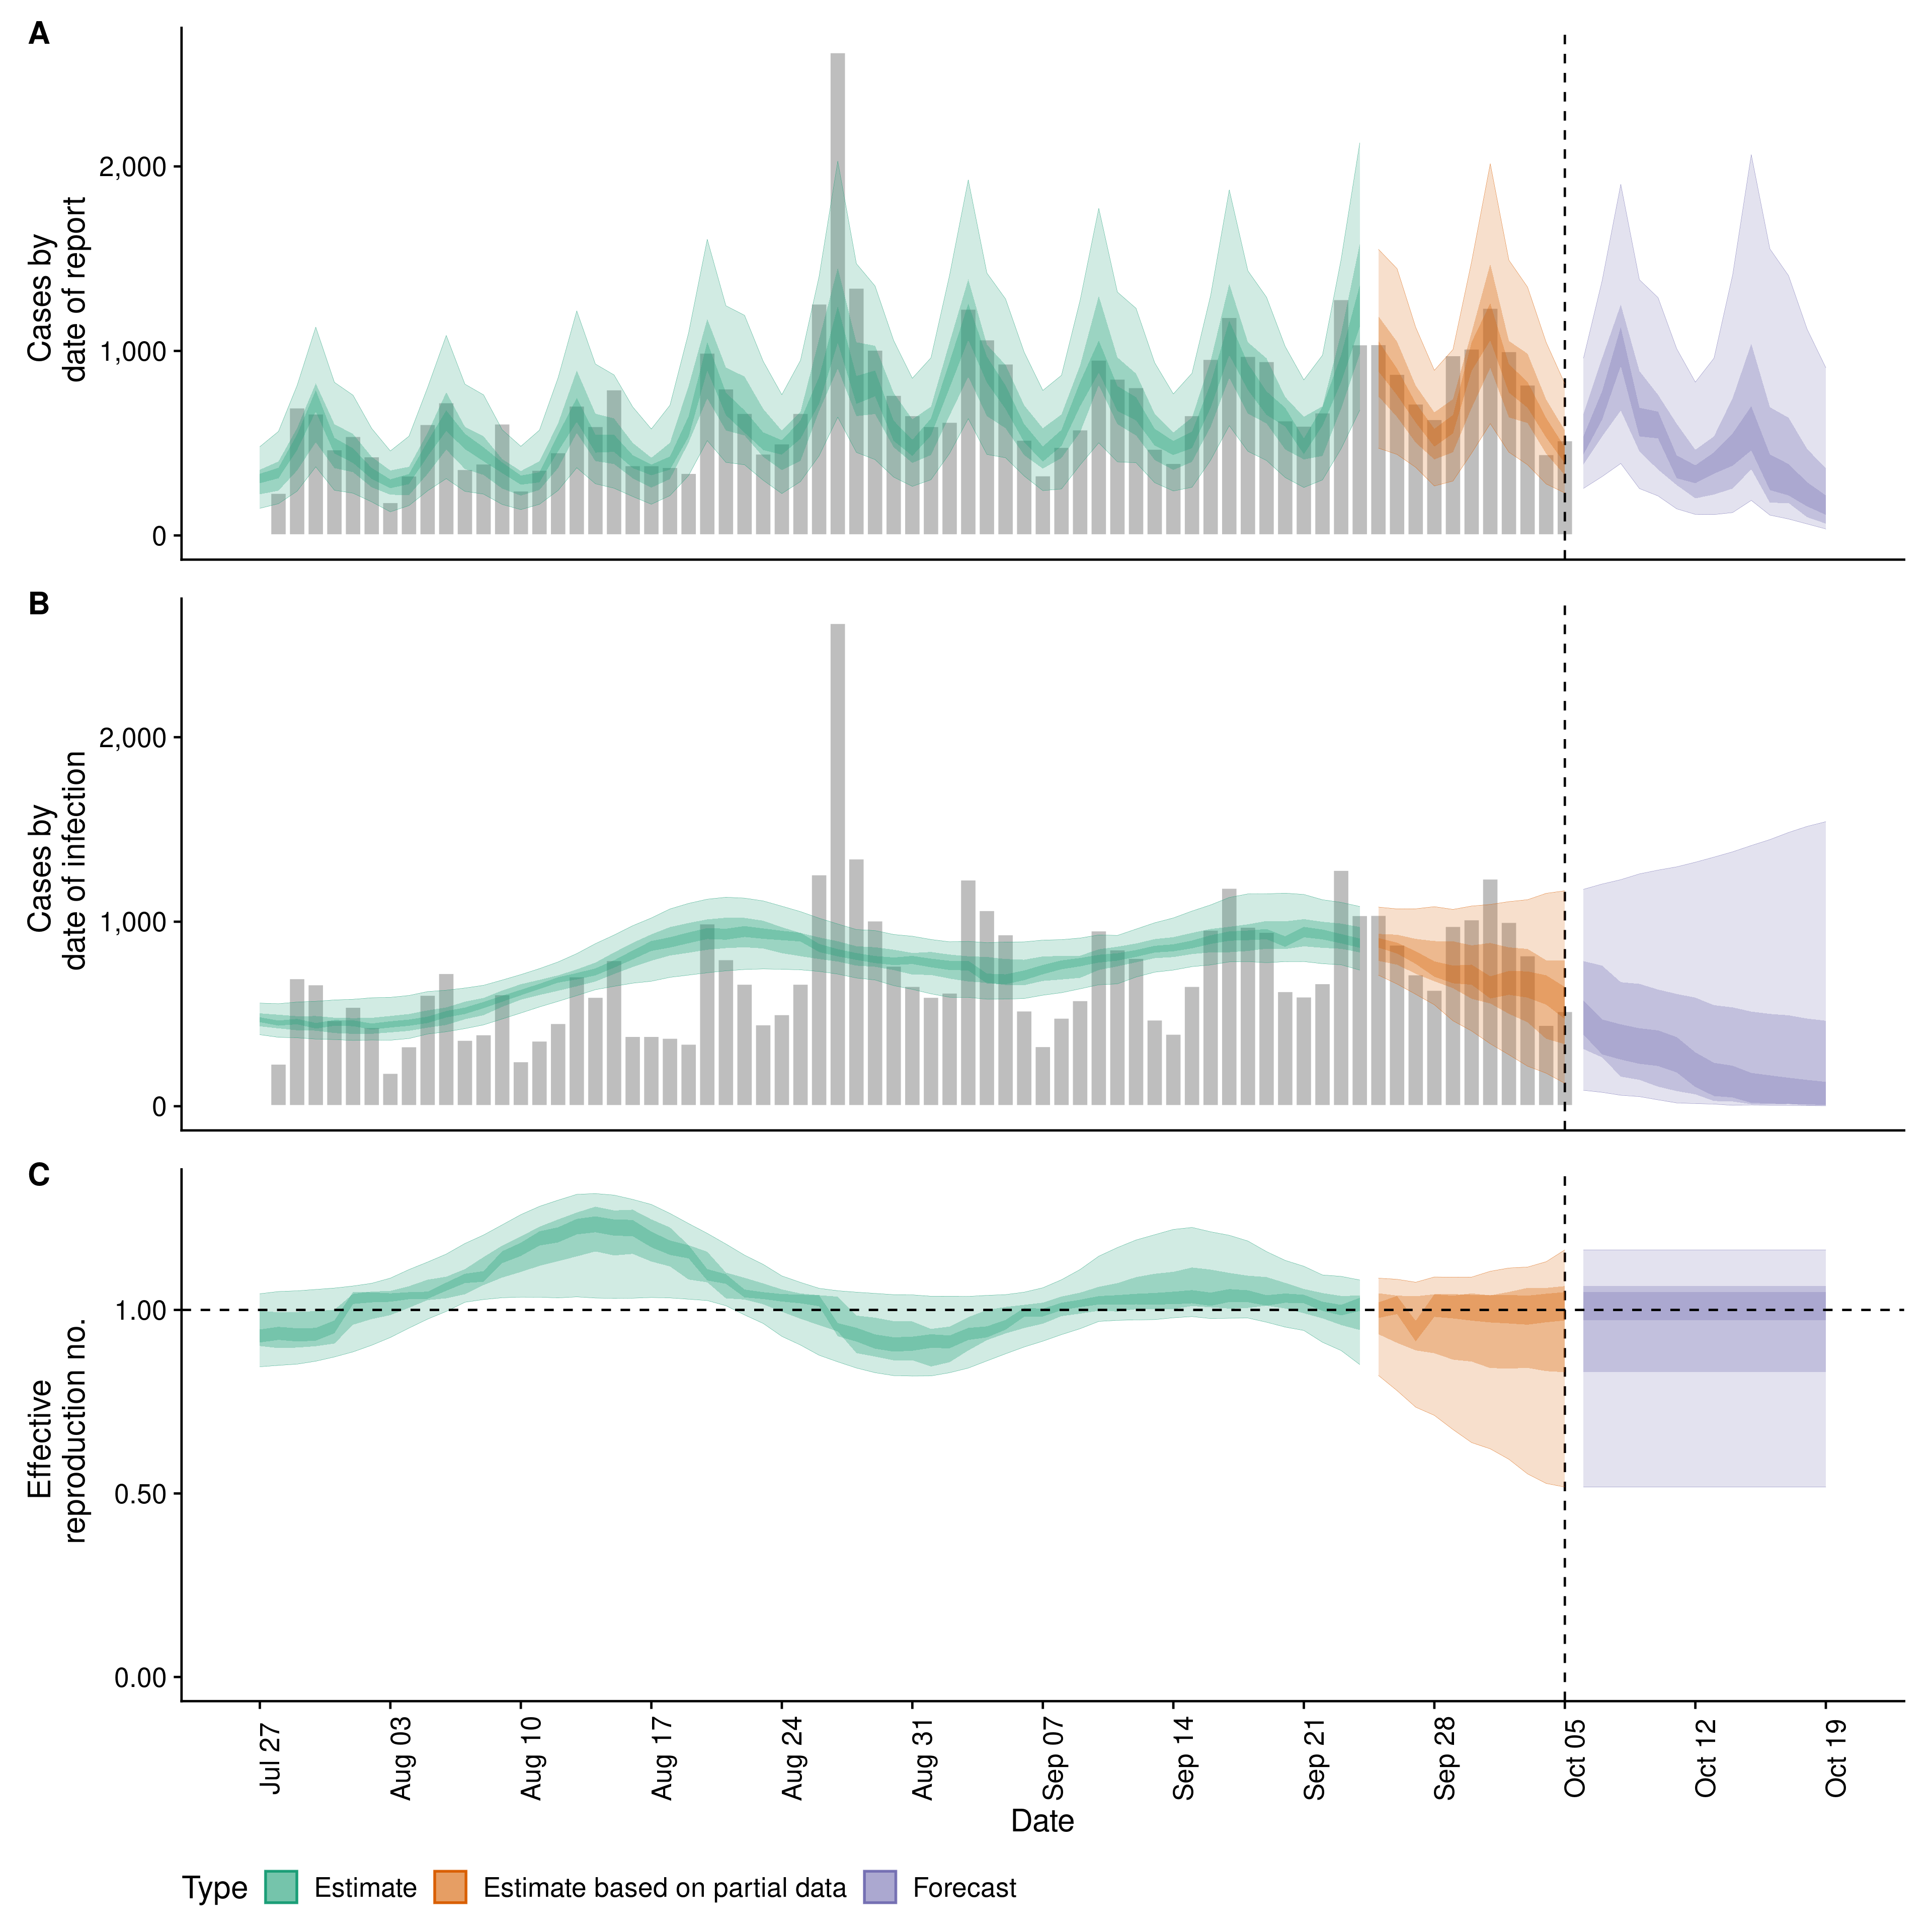 A
Cases by
date of report
2,000
1,000
0
B
Cases by
date of infection
2,000
1,000
0
C
Effective
reproduction no.
1.00
0.50
0.00
Jul 27
Aug 03
Aug 10
Aug 17
Aug 24
Aug 31
Sep 07
Sep 14
Sep 21
Sep 28
Oct 05
Oct 12
Oct 19
Date
Type Estimate Estimate based on partial data Forecast